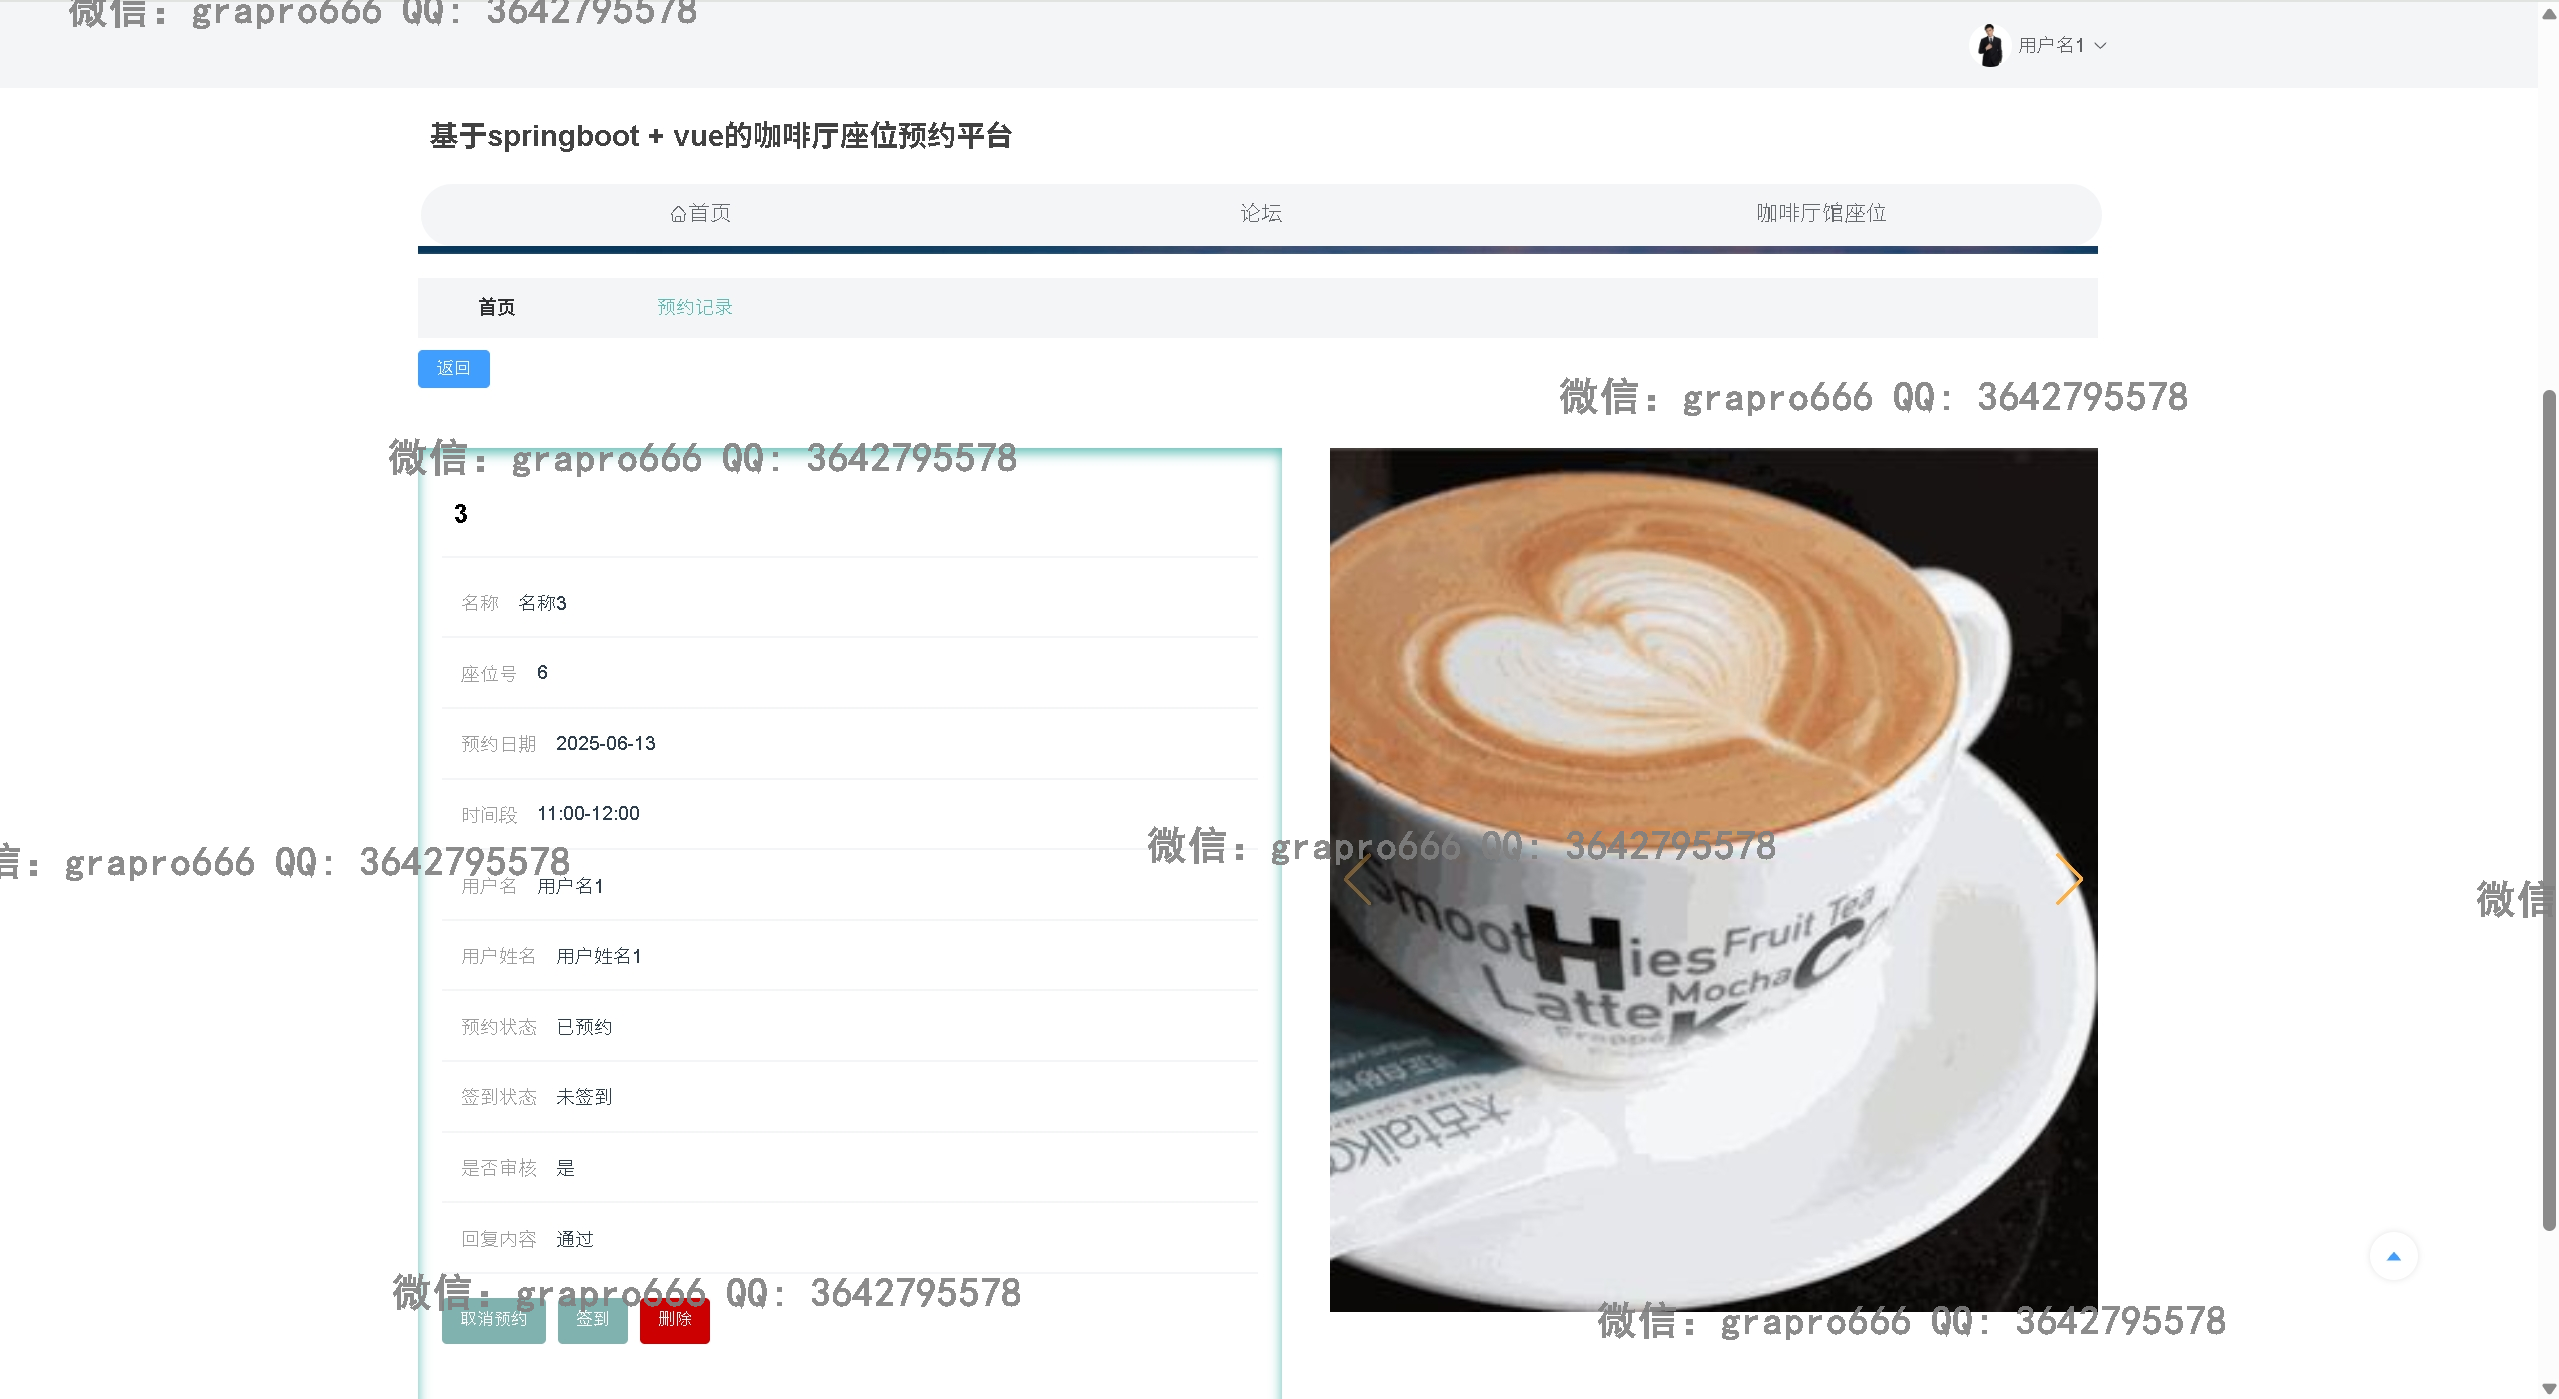 微信: grapro666 QQ: 3642795578
用户名1
基于springboot + vue的咖啡厅座位预约平台
首页 论坛 咖啡厅馆座位
首页 预约记录
返回
微信: grapro666 QQ: 3642795578
微信: grapro666 QQ: 3642795578
3
名称 名称3
座位号 6
预约日期 2025-06-13
时间段 11:00-12:00
微信: grapro666 QQ: 3642795578
信: grapro666 QQ: 3642795578
用户名 用户名1
微信
用户姓名 用户姓名1
预约状态 已预约
签到状态 未签到
是否审核 是
回复内容 通过
mooTHies Fruit Tea
Latte Mocha
太古taiko
微信: grapro666 QQ: 3642795578
取消预约 签到 删除
微信: grapro666 QQ: 3642795578